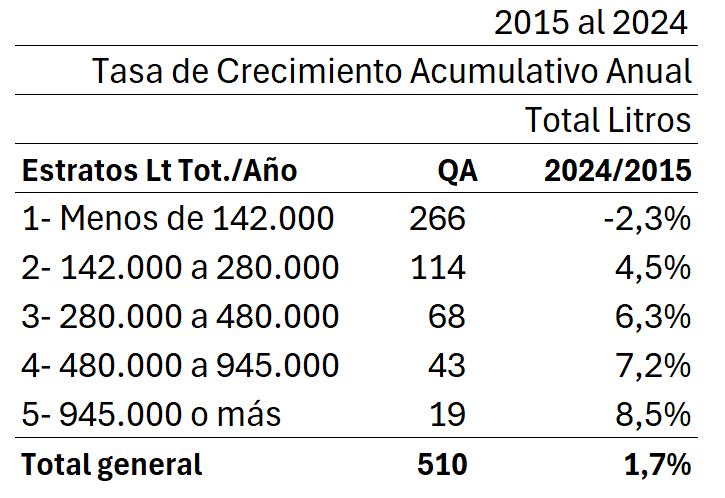 2015 al 2024
Tasa de Crecimiento Acumulativo Anual
Total Litros
Estratos Lt Tot./Año QA 2024/2015
1- Menos de 142.000 266 -2,3%
2- 142.000 a 280.000 114 4,5%
3- 280.000 a 480.000 68 6,3%
4- 480.000 a 945.000 43 7,2%
5- 945.000 o más 19 8,5%
Total general 510 1,7%